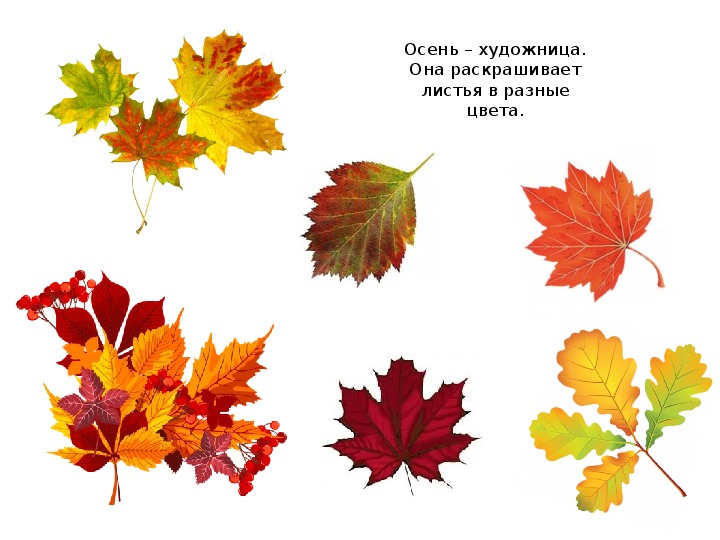 Осень – художница.
Она раскрашивает
листья в разные
цвета.